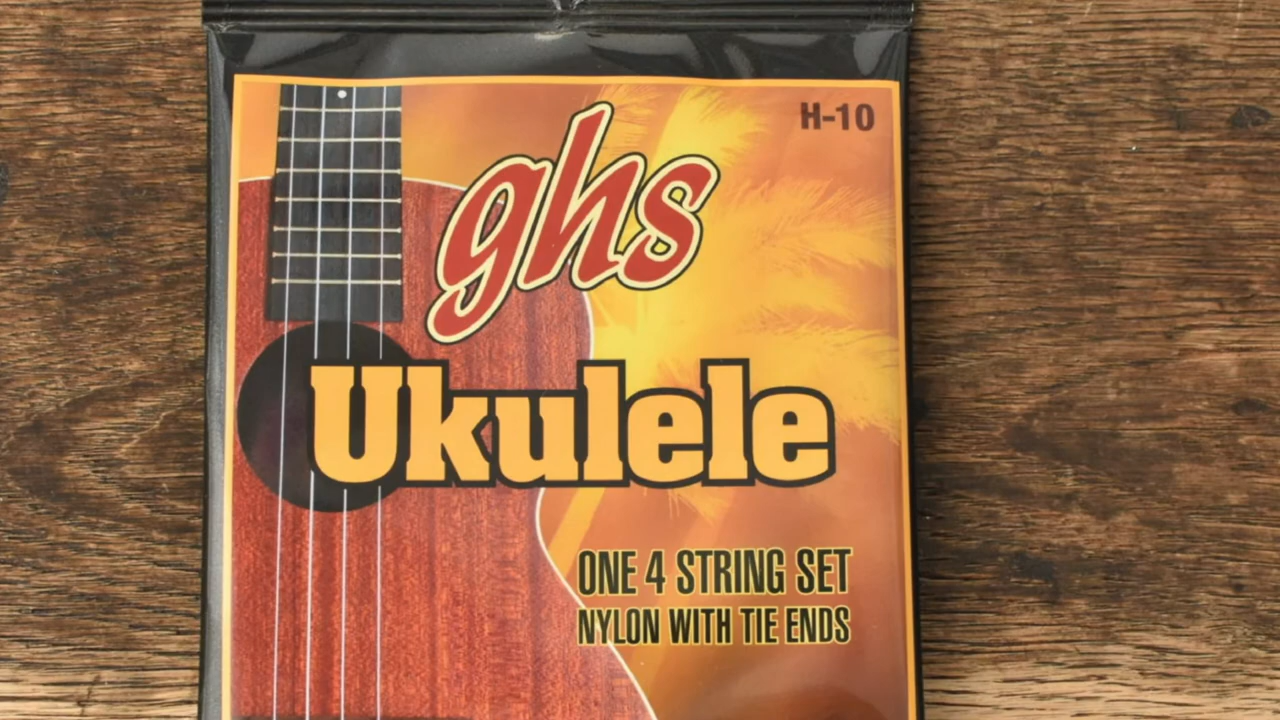 H-10
ghs
Ukulele
ONE 4 STRING SET
NYLON WITH TIE ENDS